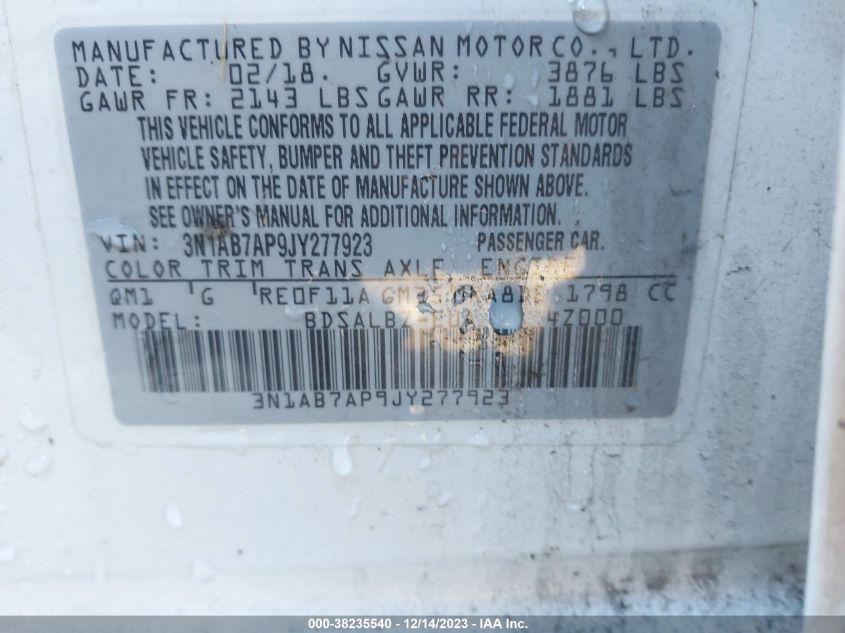 MANUFACTURED BY NISSAN MOTOR CO., LTD.
DATE: 02/18. GVWR: 3876 LBS
GAWR FR: 2143 LBS GAWR RR: 1881 LBS
THIS VEHICLE CONFORMS TO ALL APPLICABLE FEDERAL MOTOR
VEHICLE SAFETY, BUMPER AND THEFT PREVENTION STANDARDS
IN EFFECT ON THE DATE OF MANUFACTURE SHOWN ABOVE.
SEE OWNER'S MANUAL FOR ADDITIONAL INFORMATION.
VIN: 3N1AB7AP9JY277923 PASSENGER CAR.
COLOR TRIM TRANS AXLE
QM1 G RE0F11A 1798 CC
MODEL:
3N1AB7AP9JY277923
000-38235540 - 12/14/2023 - IAA Inc.